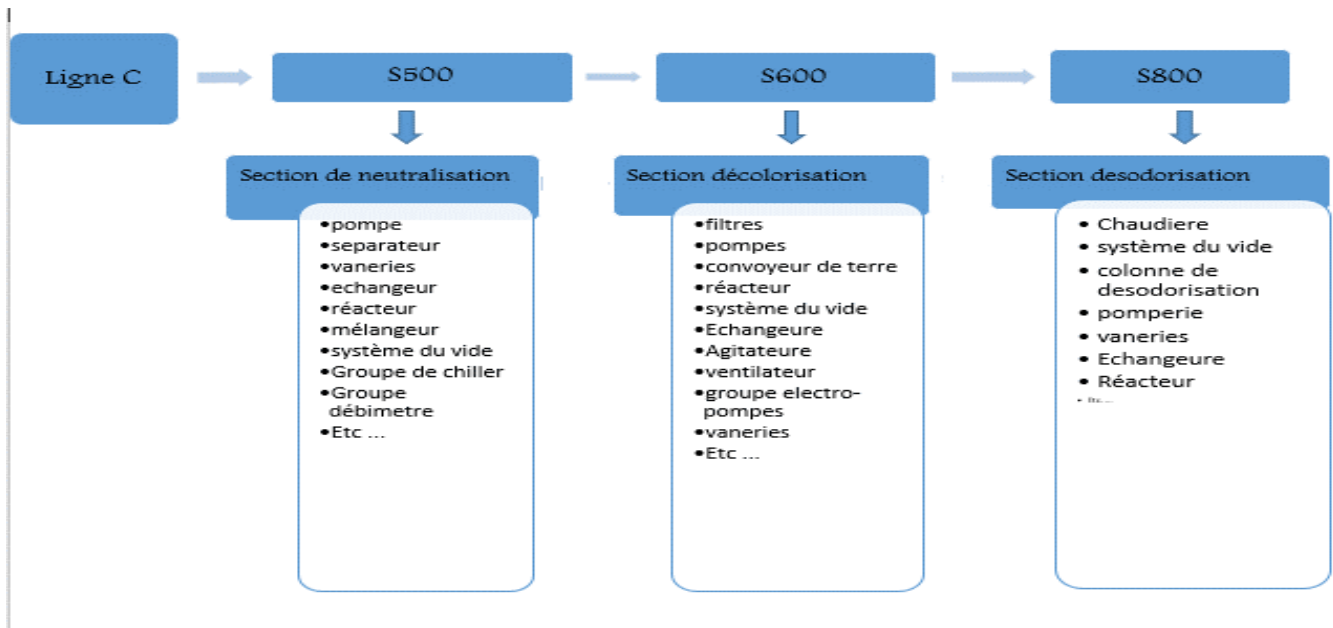 Ligne C
S500
S600
S800
Section de neutralisation
•pompe
•separateur
•vaneries
•echangeur
•réacteur
•mélangeur
•système du vide
•Groupe de chiller
•Groupe
débimetre
•Etc ...
Section décolorisation
•filtres
•pompes
•convoyeur de terre
•réacteur
•système du vide
•Echangeure
•Agitateure
•ventilateur
•groupe electro-
pompes
•vaneries
•Etc ...
Section desodorisation
• Chaudiere
• système du vide
• colonne de
desodorisation
• pomperie
• vaneries
• Echangeure
• Réacteur